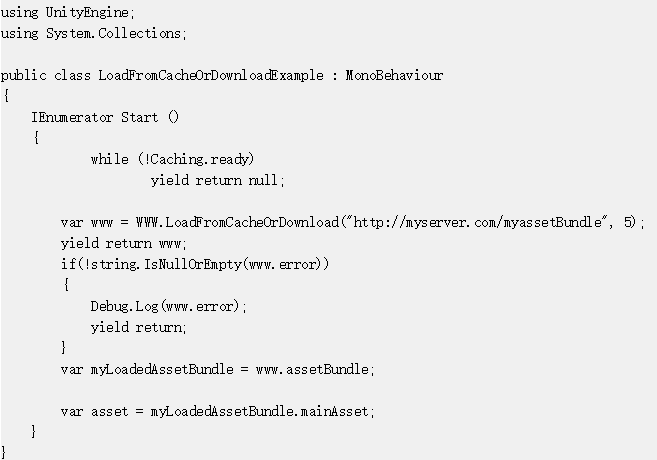 using UnityEngine;
using System.Collections;

public class LoadFromCacheOrDownloadExample : MonoBehaviour
{
    IEnumerator Start ()
    {
            while (!Caching.ready)
                    yield return null;

        var www = WWW.LoadFromCacheOrDownload("http://myserver.com/myassetBundle", 5);
        yield return www;
        if(!string.IsNullOrEmpty(www.error))
        {
            Debug.Log(www.error);
            yield return;
        }
        var myLoadedAssetBundle = www.assetBundle;

        var asset = myLoadedAssetBundle.mainAsset;
    }
}